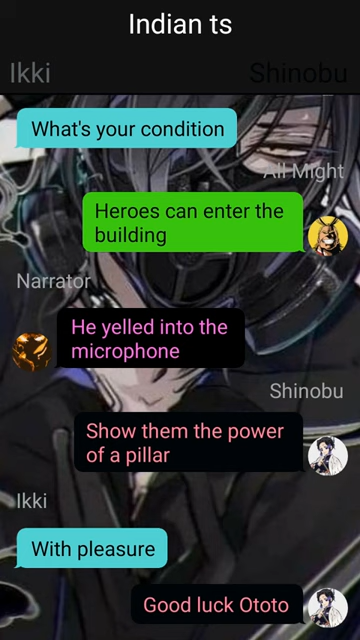 Indian ts
Ikki
Shinobu
What's your condition
All Might
Heroes can enter the
building
Narrator
He yelled into the
microphone
Shinobu
Show them the power
of a pillar
Ikki
With pleasure
Good luck Ototo